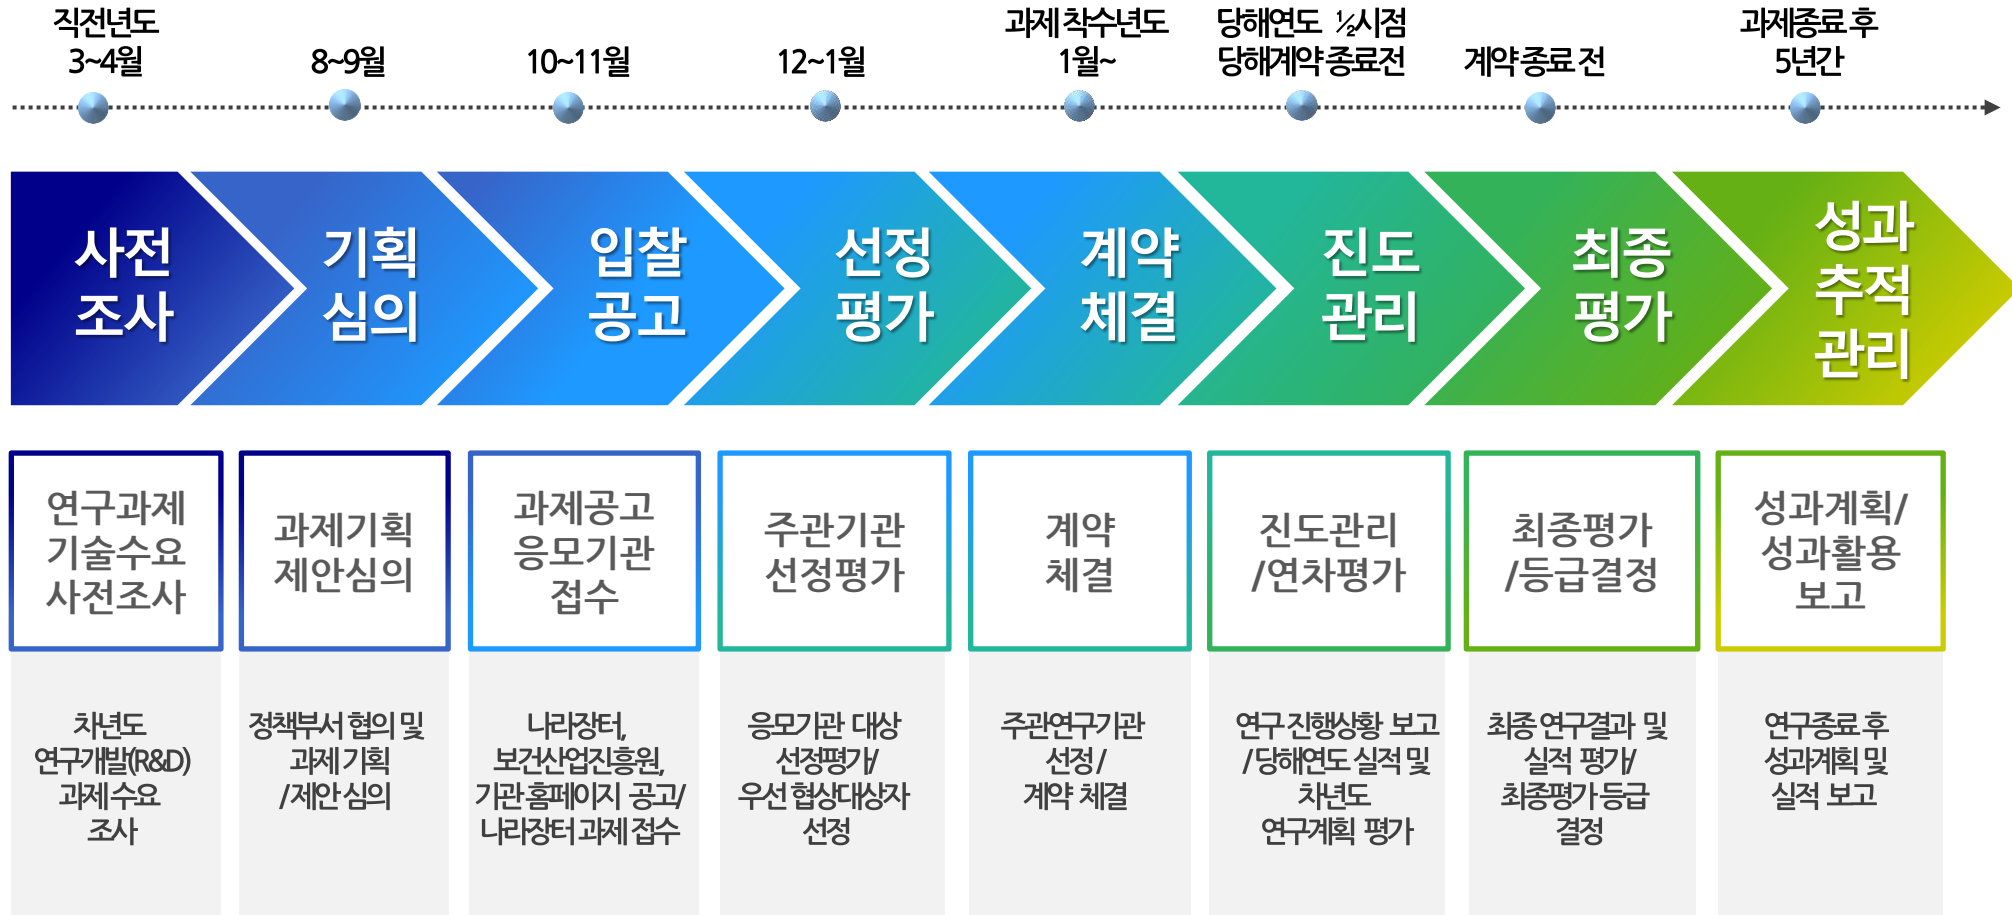 직전년도
3~4월
8~9월
10~11월
12~1월
과제 착수년도
1월~
당해연도 ½시점
당해계약 종료전
계약 종료 전
과제종료 후
5년간
사전
조사
기획
심의
입찰
공고
선정
평가
계약
체결
진도
관리
최종
평가
성과
추적
관리
연구과제
기술수요
사전조사
과제기획
제안심의
과제공고
응모기관
접수
주관기관
선정평가
계약
체결
진도관리
/연차평가
최종평가
/등급결정
성과계획/
성과활용
보고
차년도
연구개발(R&D)
과제 수요
조사
정책부서 협의 및
과제 기획
/제안 심의
나라장터,
보건산업진흥원,
기관 홈페이지 공고/
나라장터 과제 접수
응모기관 대상
선정평가/
우선 협상대상자
선정
주관연구기관
선정 /
계약 체결
연구 진행상황 보고
/ 당해연도 실적 및
차년도
연구계획 평가
최종 연구결과 및
실적 평가/
최종평가 등급
결정
연구종료 후
성과계획 및
실적 보고